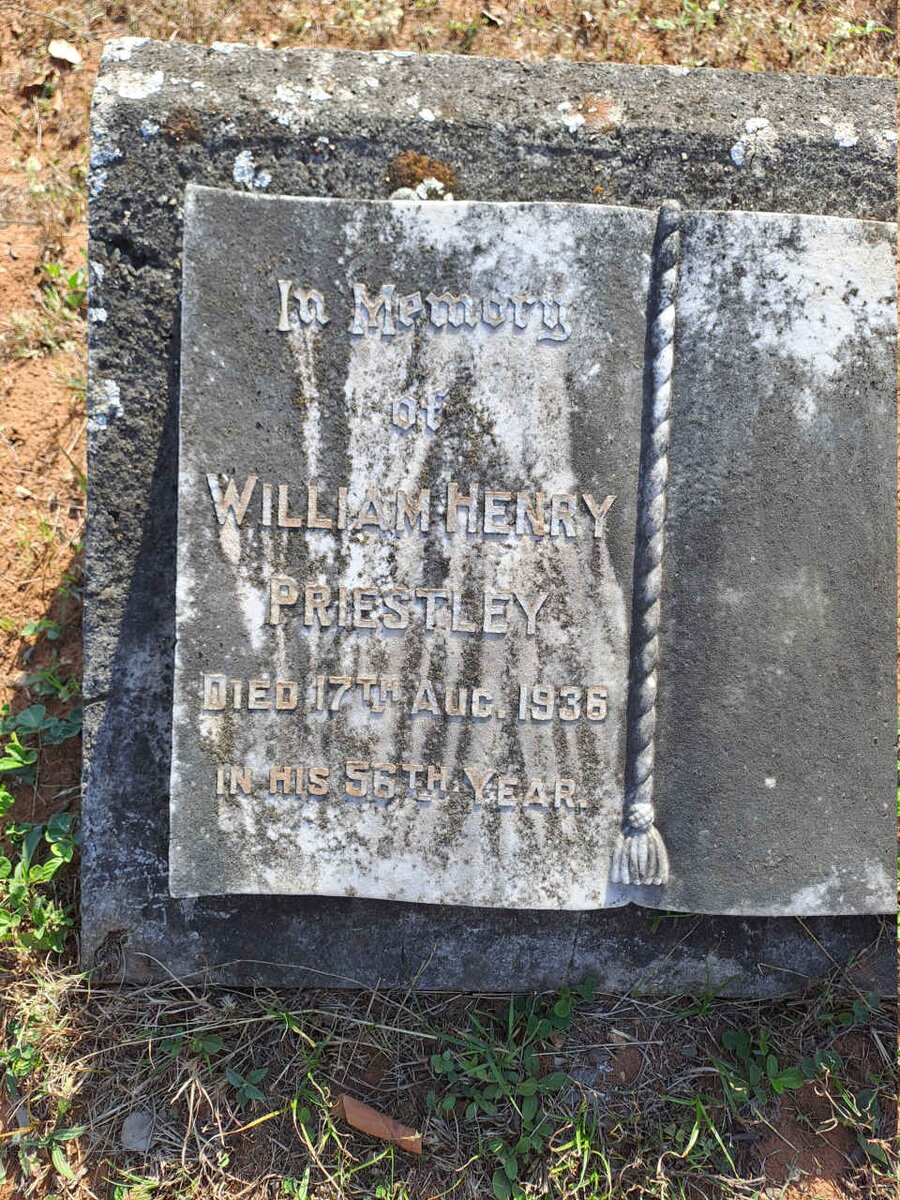 In Memory
of
WILLIAM HENRY
PRIESTLEY
DIED 17TH AUG. 1936
IN HIS 56TH YEAR.